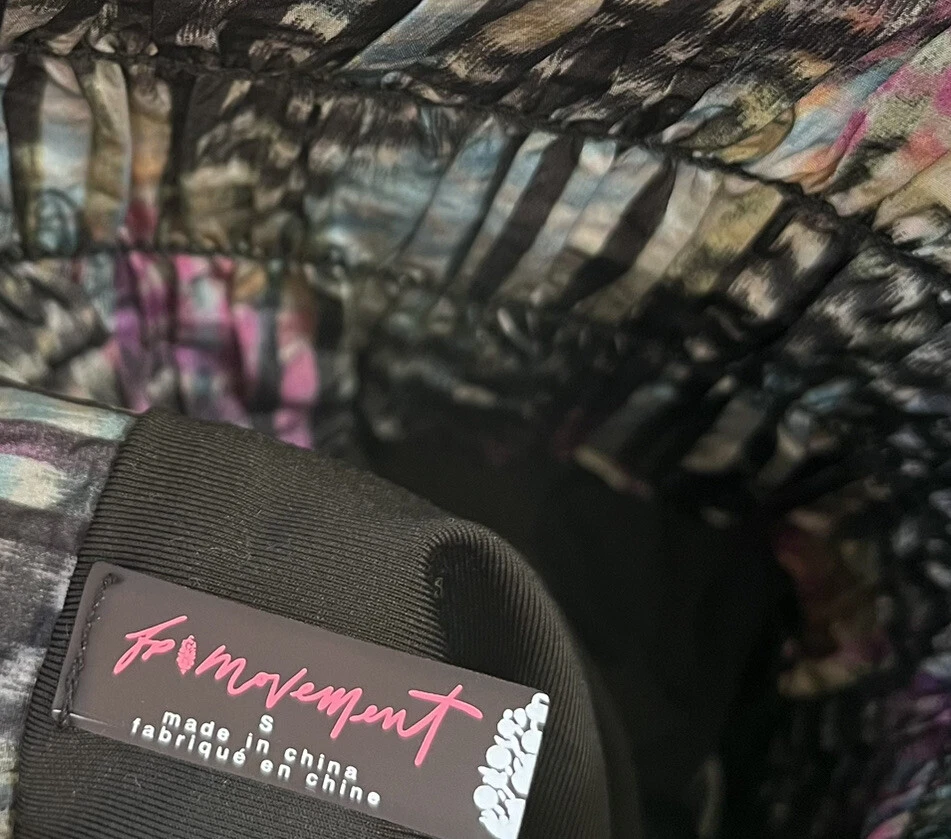 fp movement
S
made in china
fabriqué en chine